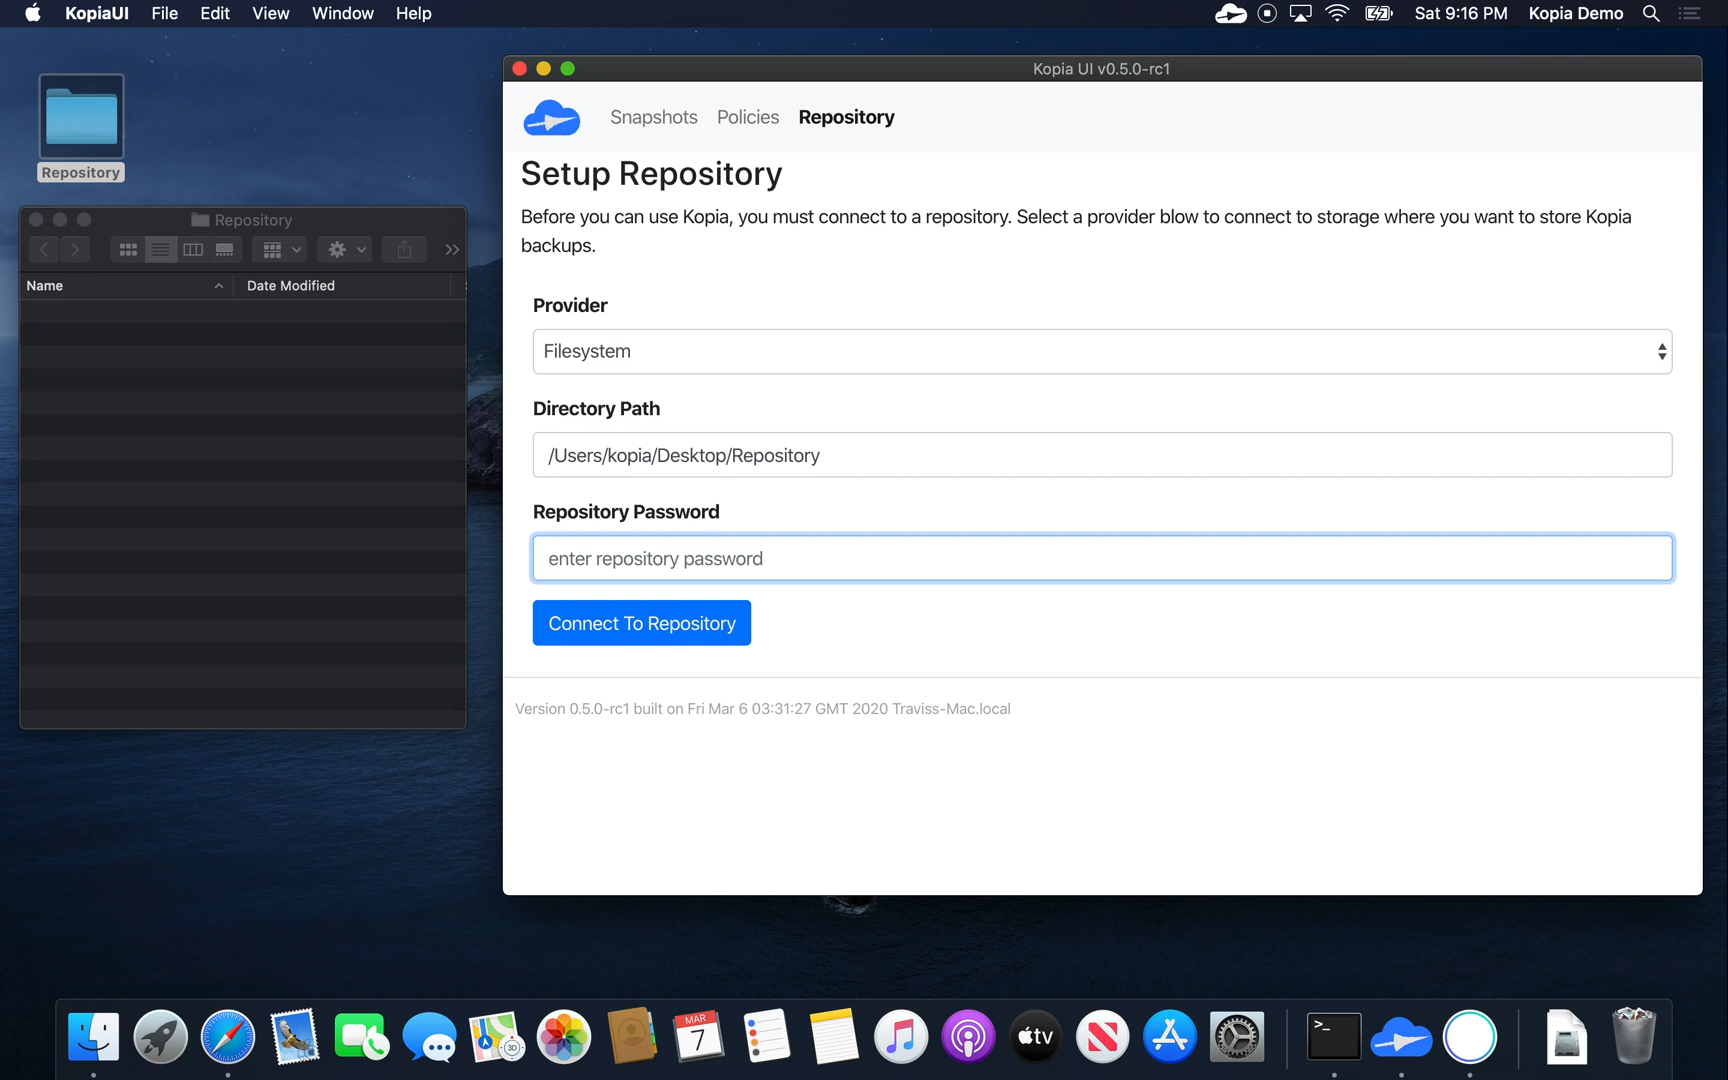 KopiaUI File Edit View Window Help Sat 9:16 PM Kopia Demo
Repository
Repository
Name Date Modified
Kopia UI v0.5.0-rc1
Snapshots Policies Repository
Setup Repository
Before you can use Kopia, you must connect to a repository. Select a provider blow to connect to storage where you want to store Kopia
backups.
Provider
Filesystem
Directory Path
/Users/kopia/Desktop/Repository
Repository Password
enter repository password
Connect To Repository
Version 0.5.0-rc1 built on Fri Mar 6 03:31:27 GMT 2020 Traviss-Mac.local
3D
MAR
7
tv
>_